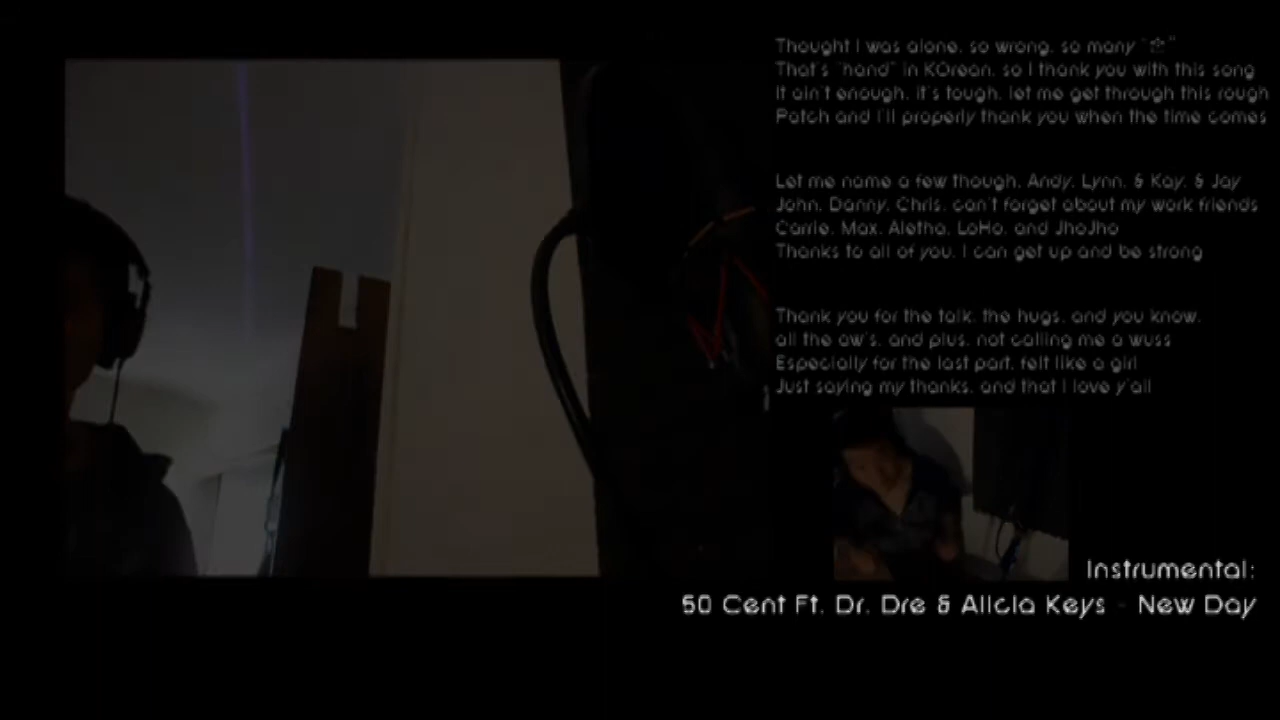 Thought I was alone, so wrong, so many "손"
That's "hand" in KOrean, so I thank you with this song
It ain't enough, it's tough, let me get through this rough
Patch and I'll properly thank you when the time comes
Let me name a few though, Andy, Lynn, & Kay, & Jay
John, Danny, Chris, can't forget about my work friends
Carrie, Max, Aletha, LoHo, and JhoJho
Thanks to all of you, I can get up and be strong
Thank you for the talk, the hugs, and you know,
all the aw's, and plus, not calling me a wuss
Especially for the last part, felt like a girl
Just saying my thanks, and that I love y'all
Instrumental:
50 Cent Ft. Dr. Dre & Alicia Keys - New Day